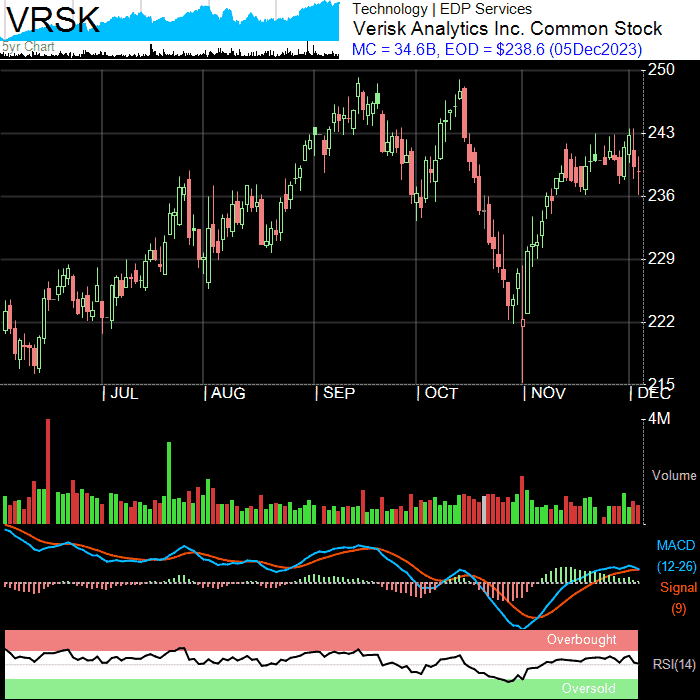 VRSK
5yr Chart
Technology | EDP Services
Verisk Analytics Inc. Common Stock
MC = 34.6B, EOD = $238.6 (05Dec2023)
250
243
236
229
222
215
| JUL | AUG | SEP | OCT | NOV | DEC
4M
Volume
MACD
(12-26)
Signal
(9)
Overbought
RSI(14)
Oversold